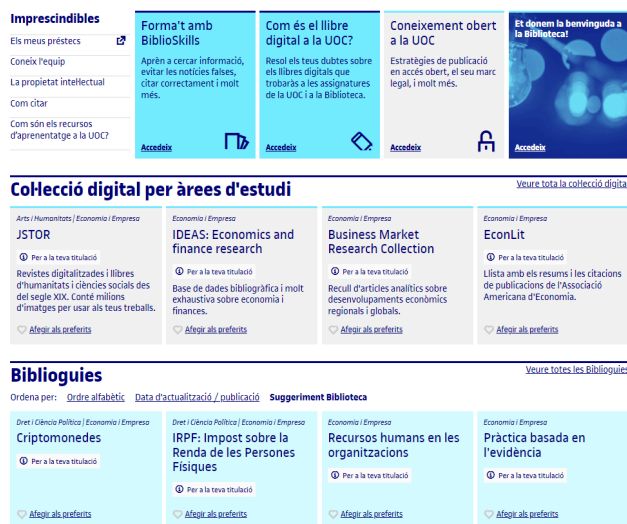 Imprescindibles
Els meus préstecs
Coneix l'equip
La propietat intel·lectual
Com citar
Com són els recursos
d'aprenentatge a la UOC?
Forma't amb
BiblioSkills
Aprèn a cercar informació,
evitar les notícies falses,
citar correctament i molt
més.
Accedeix
Com és el llibre
digital a la UOC?
Resol els teus dubtes sobre
els llibres digitals que
trobaràs a les assignatures
de la UOC i a la Biblioteca.
Accedeix
Coneixement obert
a la UOC
Estratègies de publicació
en accés obert, el seu marc
legal, i molt més.
Accedeix
Et donem la benvinguda a
la Biblioteca!
Accedeix
Col·lecció digital per àrees d'estudi
Veure tota la col·lecció digital
Arts i Humanitats | Economia i Empresa
JSTOR
Per a la teva titulació
Revistes digitalitzades i llibres
d'humanitats i ciències socials des
del segle XIX. Conté milions
d'imatges per usar als teus treballs.
Afegir als preferits
Economia i Empresa
IDEAS: Economics and
finance research
Per a la teva titulació
Base de dades bibliogràfica i molt
exhaustiva sobre economia i
finances.
Afegir als preferits
Economia i Empresa
Business Market
Research Collection
Per a la teva titulació
Recull d'articles analítics sobre
desenvolupaments econòmics
regionals i globals.
Afegir als preferits
Economia i Empresa
EconLit
Per a la teva titulació
Llista amb els resums i les citacions
de publicacions de l'Associació
Americana d'Economia.
Afegir als preferits
Biblioguies
Veure totes les Biblioguies
Ordena per: Ordre alfabètic Data d'actualització / publicació Suggeriment Biblioteca
Dret i Ciència Política | Economia i Empresa
Criptomonedes
Per a la teva titulació
Afegir als preferits
Dret i Ciència Política | Economia i Empresa
IRPF: Impost sobre la
Renda de les Persones
Físiques
Per a la teva titulació
Afegir als preferits
Economia i Empresa
Recursos humans en les
organitzacions
Per a la teva titulació
Afegir als preferits
Economia i Empresa
Pràctica basada en
l'evidència
Per a la teva titulació
Afegir als preferits